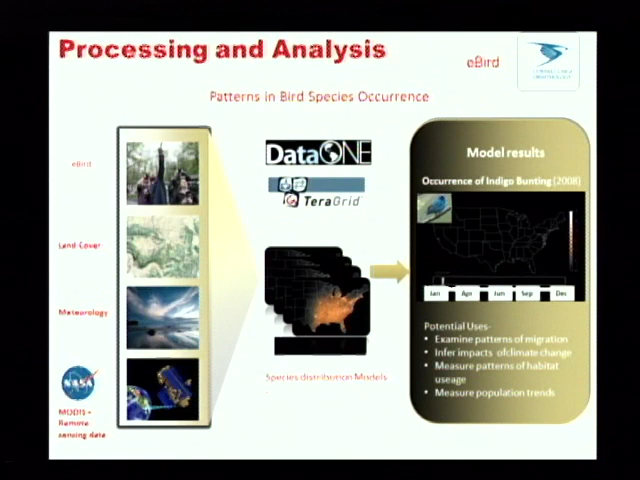 Processing and Analysis
eBird
Patterns in Bird Species Occurrence
eBird
Land Cover
Meteorology
NASA
MODIS –
Remote
sensing data
DataONE
TeraGrid
Species distribution Models
Model results
Occurrence of Indigo Bunting (2008)
Jan Apr Jun Sep Dec
Potential Uses-
• Examine patterns of migration
• Infer impacts ofclimate change
• Measure patterns of habitat
useage
• Measure population trends